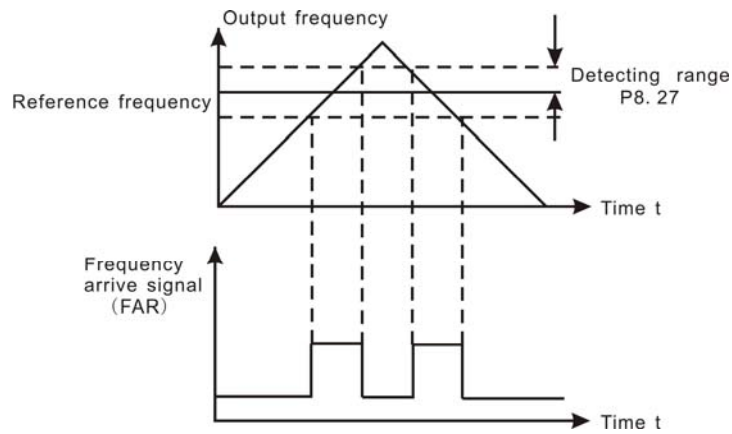 Output frequency
Detecting range
P8. 27
Reference frequency
Time t
Frequency
arrive signal
(FAR)
Time t